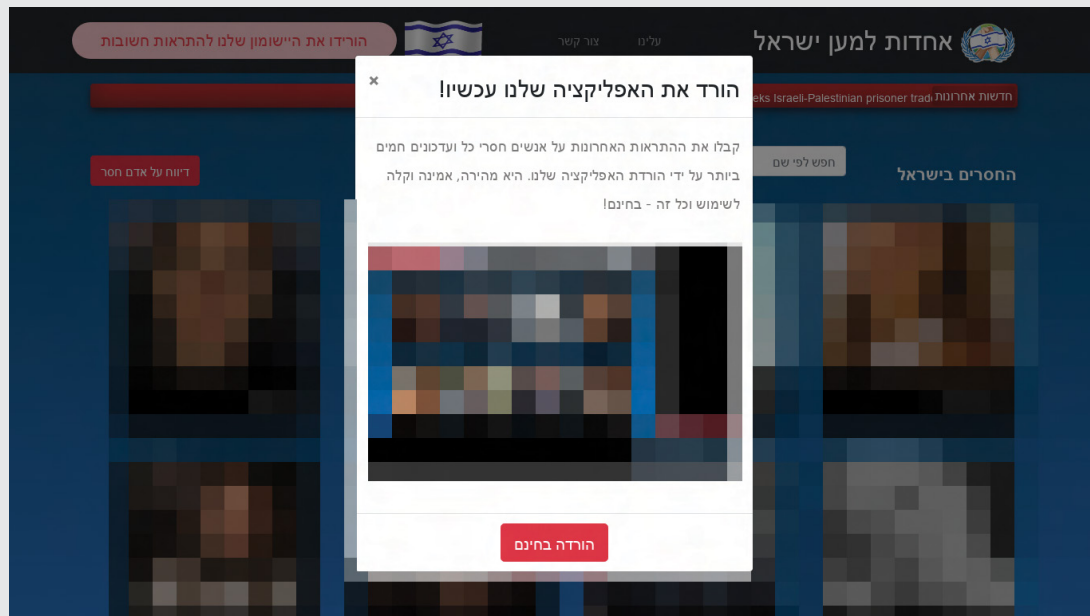 אחדות למען ישראל
עלינו
צור קשר
הורידו את היישומון שלנו להתראות חשובות
חדשות אחרונות
eks Israeli-Palestinian prisoner trade
החסרים בישראל
חפש לפי שם
דיווח על אדם חסר
×
הורד את האפליקציה שלנו עכשיו!
קבלו את ההתראות האחרונות על אנשים חסרי כל ועדכונים חמים
ביותר על ידי הורדת האפליקציה שלנו. היא מהירה, אמינה וקלה
לשימוש וכל זה - בחינם!
הורדה בחינם